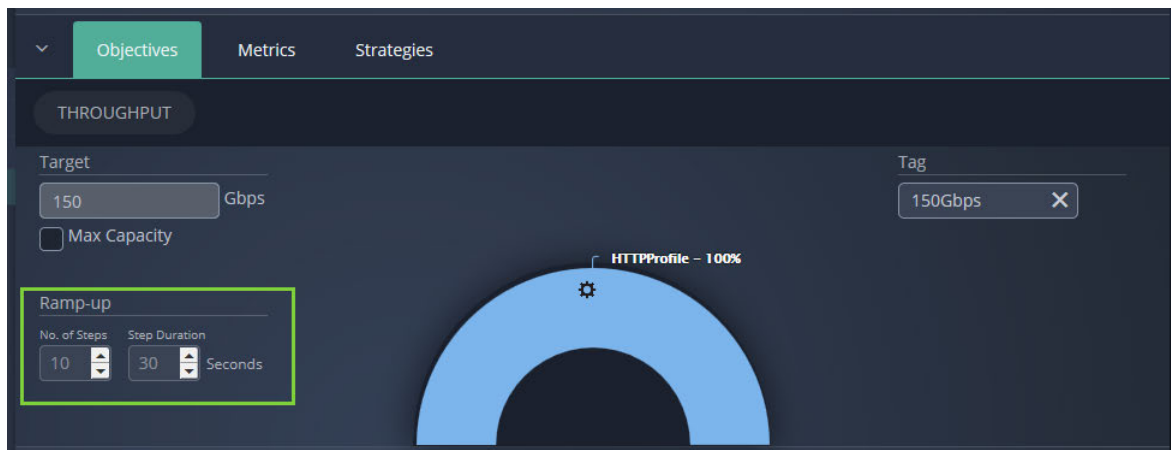 Objectives Metrics Strategies
THROUGHPUT
Target
150 Gbps
Max Capacity
Tag
150Gbps
HTTPProfile – 100%
Ramp-up
No. of Steps Step Duration
10 30 Seconds